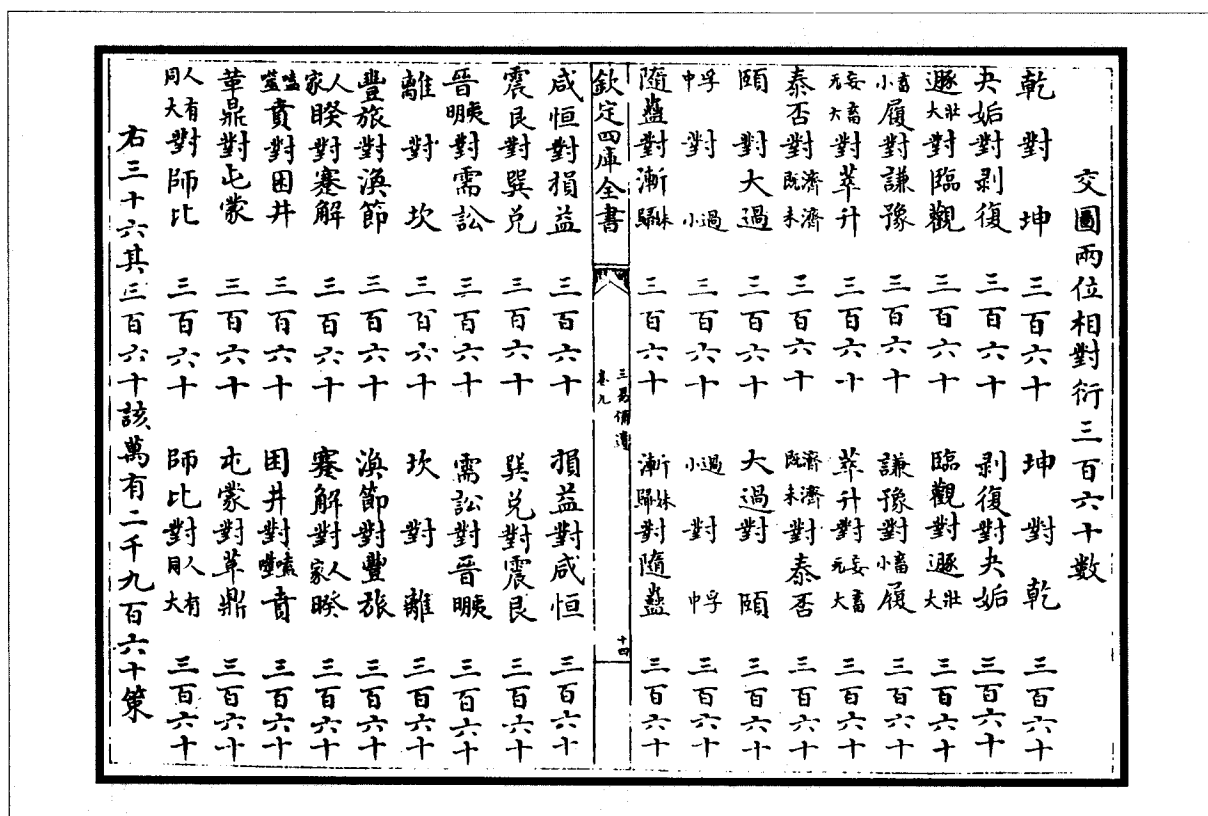 交圖兩位相對衍三百六十數
乾對坤 三百六十 坤對乾 三百六十
夬姤對剥復 三百六十 剥復對夬姤 三百六十
遯大壯對臨觀 三百六十 臨觀對遯大壯 三百六十
小畜履對謙豫 三百六十 謙豫對小畜履 三百六十
无妄大畜對萃升 三百六十 萃升對无妄大畜 三百六十
泰否對既濟未濟 三百六十 既濟未濟對泰否 三百六十
頤對大過 三百六十 大過對頤 三百六十
中孚對小過 三百六十 小過對中孚 三百六十
隨蠱對漸歸妹 三百六十 漸歸妹對隨蠱 三百六十
欽定四庫全書 三易備遺 卷九 十四
咸恒對損益 三百六十 損益對咸恒 三百六十
震艮對巽兑 三百六十 巽兑對震艮 三百六十
晉明夷對需訟 三百六十 需訟對晉明夷 三百六十
離對坎 三百六十 坎對離 三百六十
豐旅對渙節 三百六十 渙節對豐旅 三百六十
家人睽對蹇解 三百六十 蹇解對家人睽 三百六十
噬嗑賁對困井 三百六十 困井對噬嗑賁 三百六十
革鼎對屯蒙 三百六十 屯蒙對革鼎 三百六十
同人大有對師比 三百六十 師比對同人大有 三百六十
右三十六其三百六十該萬有二千九百六十策